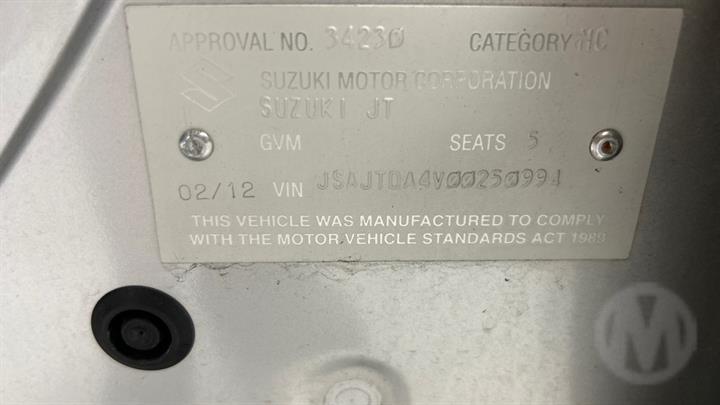 APPROVAL NO. 34230 CATEGORY MC
SUZUKI MOTOR CORPORATION
SUZUKI JT
GVM SEATS 5
02/12 VIN JSAJTDA4V00250994
THIS VEHICLE WAS MANUFACTURED TO COMPLY
WITH THE MOTOR VEHICLE STANDARDS ACT 1989
M